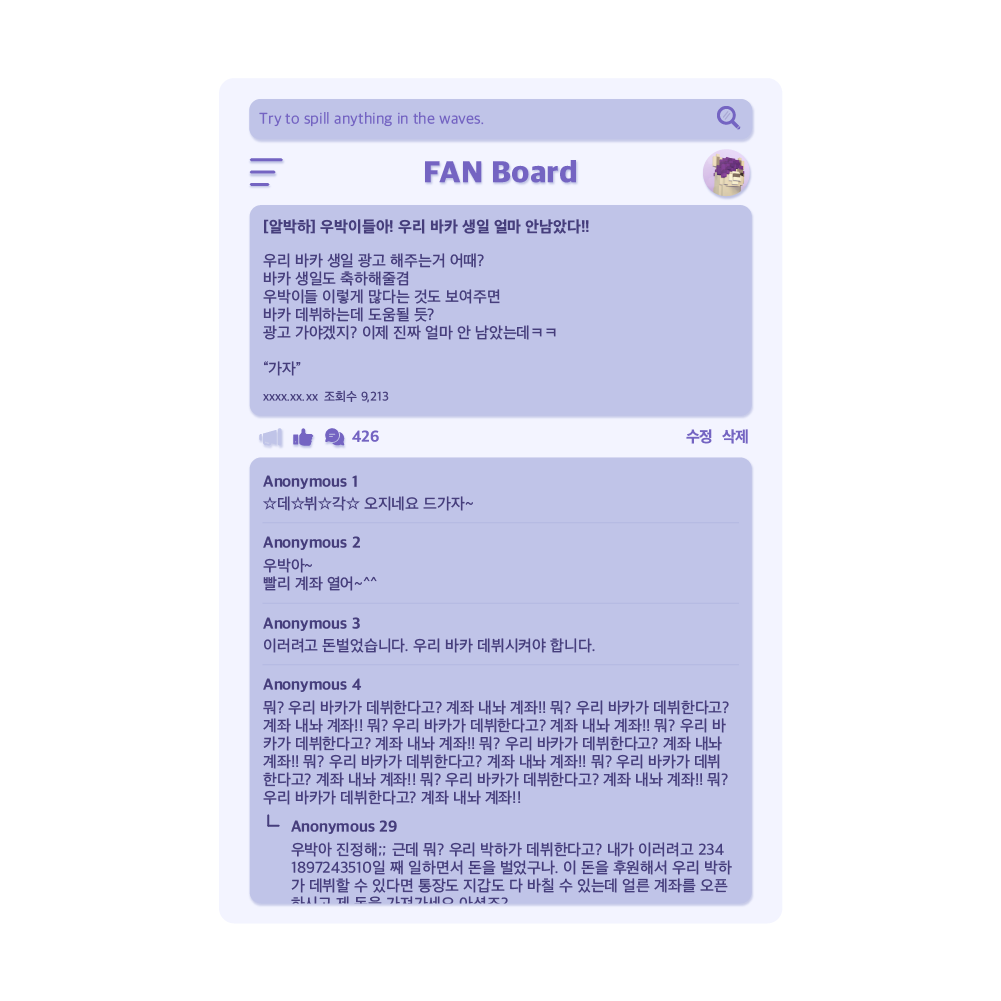 Try to spill anything in the waves.
FAN Board
[알박하] 우박이들아! 우리 바카 생일 얼마 안남았다!!
우리 바카 생일 광고 해주는거 어때?
바카 생일도 축하해줄겸
우박이들 이렇게 많다는 것도 보여주면
바카 데뷔하는데 도움될 듯?
광고 가야겠지? 이제 진짜 얼마 안 남았는데ㅋㅋ
“가자”
xxxx.xx.xx 조회수 9,213
426
수정 삭제
Anonymous 1
☆데☆뷔☆각☆ 오지네요 드가자~
Anonymous 2
우박아~
빨리 계좌 열어~^^
Anonymous 3
이러려고 돈벌었습니다. 우리 바카 데뷔시켜야 합니다.
Anonymous 4
뭐? 우리 바카가 데뷔한다고? 계좌 내놔 계좌!! 뭐? 우리 바카가 데뷔한다고?
계좌 내놔 계좌!! 뭐? 우리 바카가 데뷔한다고? 계좌 내놔 계좌!! 뭐? 우리 바
카가 데뷔한다고? 계좌 내놔 계좌!! 뭐? 우리 바카가 데뷔한다고? 계좌 내놔
계좌!! 뭐? 우리 바카가 데뷔한다고? 계좌 내놔 계좌!! 뭐? 우리 바카가 데뷔
한다고? 계좌 내놔 계좌!! 뭐? 우리 바카가 데뷔한다고? 계좌 내놔 계좌!! 뭐?
우리 바카가 데뷔한다고? 계좌 내놔 계좌!!
Anonymous 29
우박아 진정해;; 근데 뭐? 우리 박하가 데뷔한다고? 내가 이러려고 234
1897243510일 째 일하면서 돈을 벌었구나. 이 돈을 후원해서 우리 박하
가 데뷔할 수 있다면 통장도 지갑도 다 바칠 수 있는데 얼른 계좌를 오픈
하시고 제 돈을 가져가세요 아셨죠?